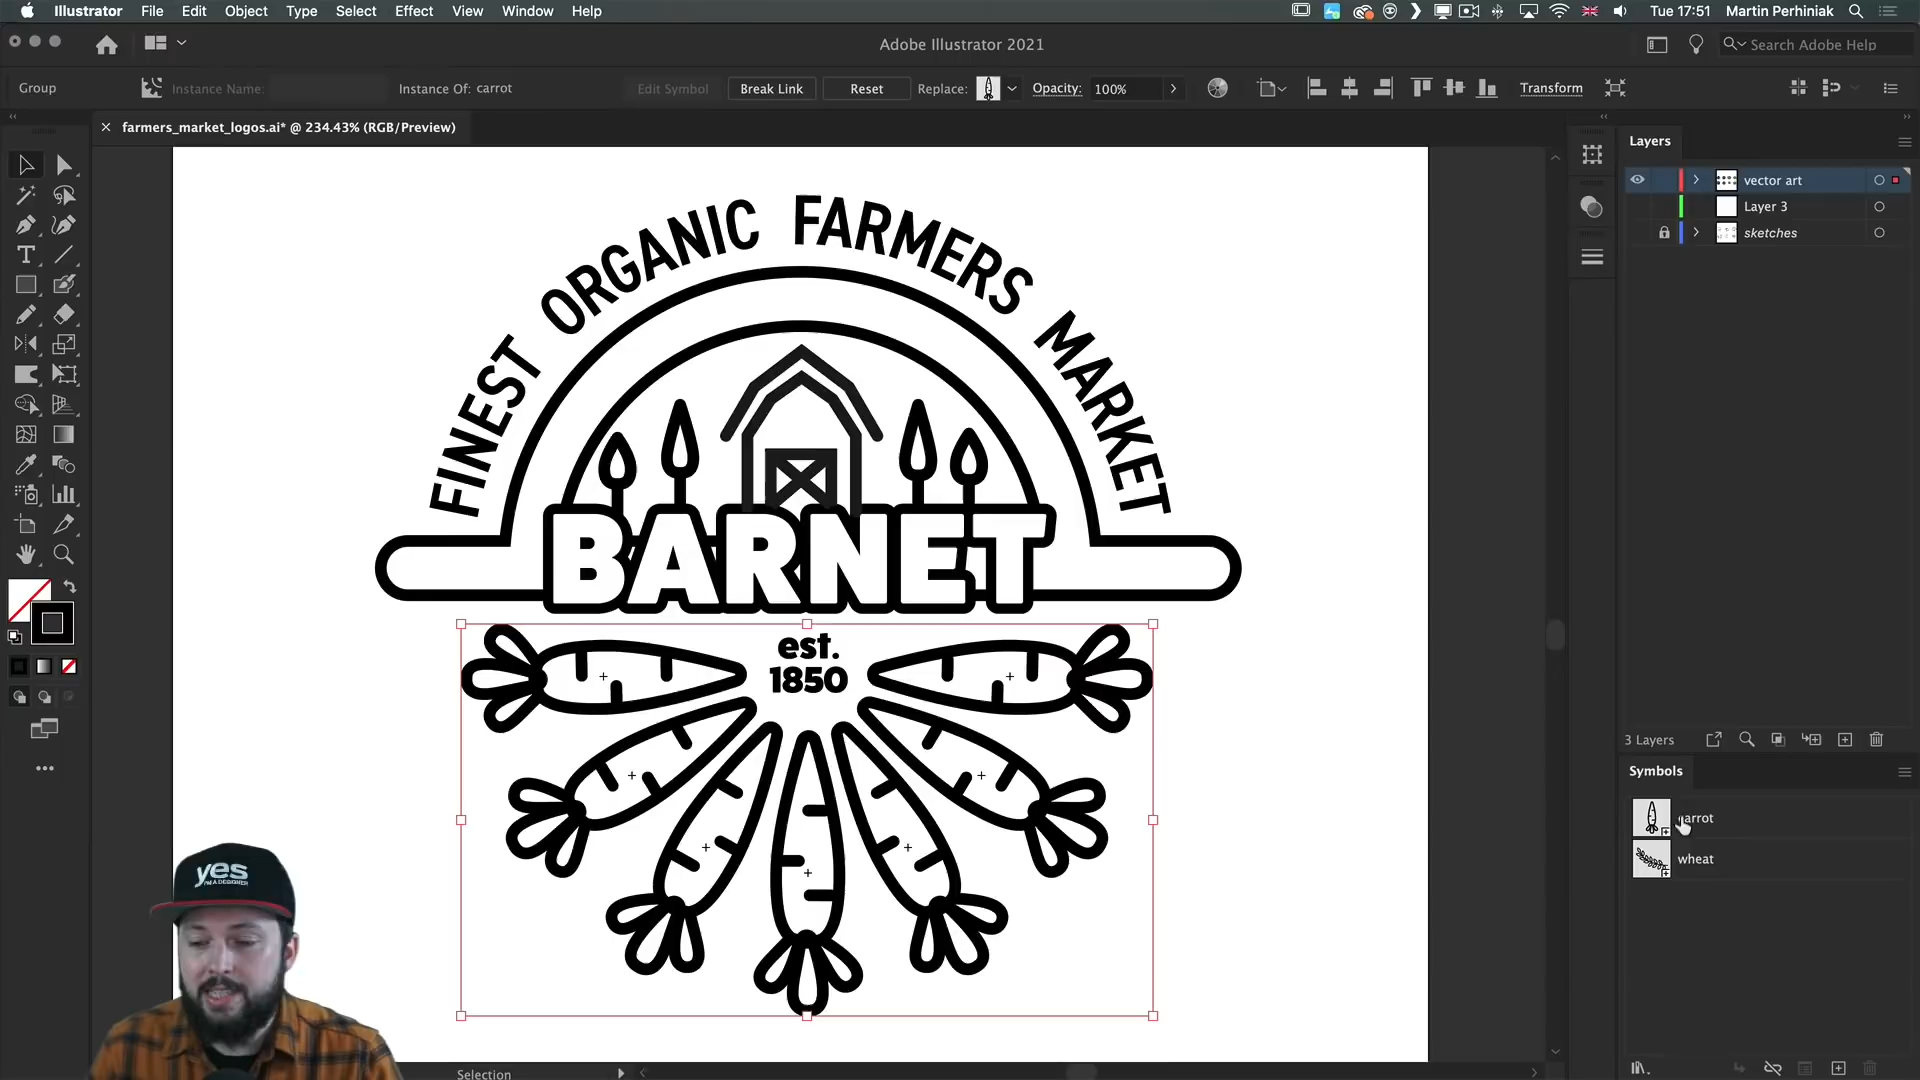 Illustrator File Edit Object Type Select Effect View Window Help
Tue 17:51 Martin Perhiniak
Adobe Illustrator 2021
Search Adobe Help
Group
Instance Name:
Instance Of: carrot
Edit Symbol
Break Link
Reset
Replace:
Opacity:
100%
Transform
farmers_market_logos.ai* @ 234.43% (RGB/Preview)
Layers
vector art
Layer 3
sketches
FINEST ORGANIC FARMERS MARKET
BARNET
est.
1850
3 Layers
Symbols
carrot
wheat
yes
I'M A DESIGNER
Selection